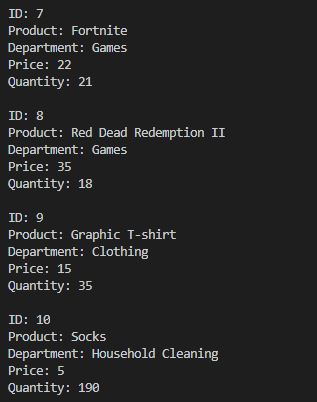 ID: 7
Product: Fortnite
Department: Games
Price: 22
Quantity: 21
ID: 8
Product: Red Dead Redemption II
Department: Games
Price: 35
Quantity: 18
ID: 9
Product: Graphic T-shirt
Department: Clothing
Price: 15
Quantity: 35
ID: 10
Product: Socks
Department: Household Cleaning
Price: 5
Quantity: 190